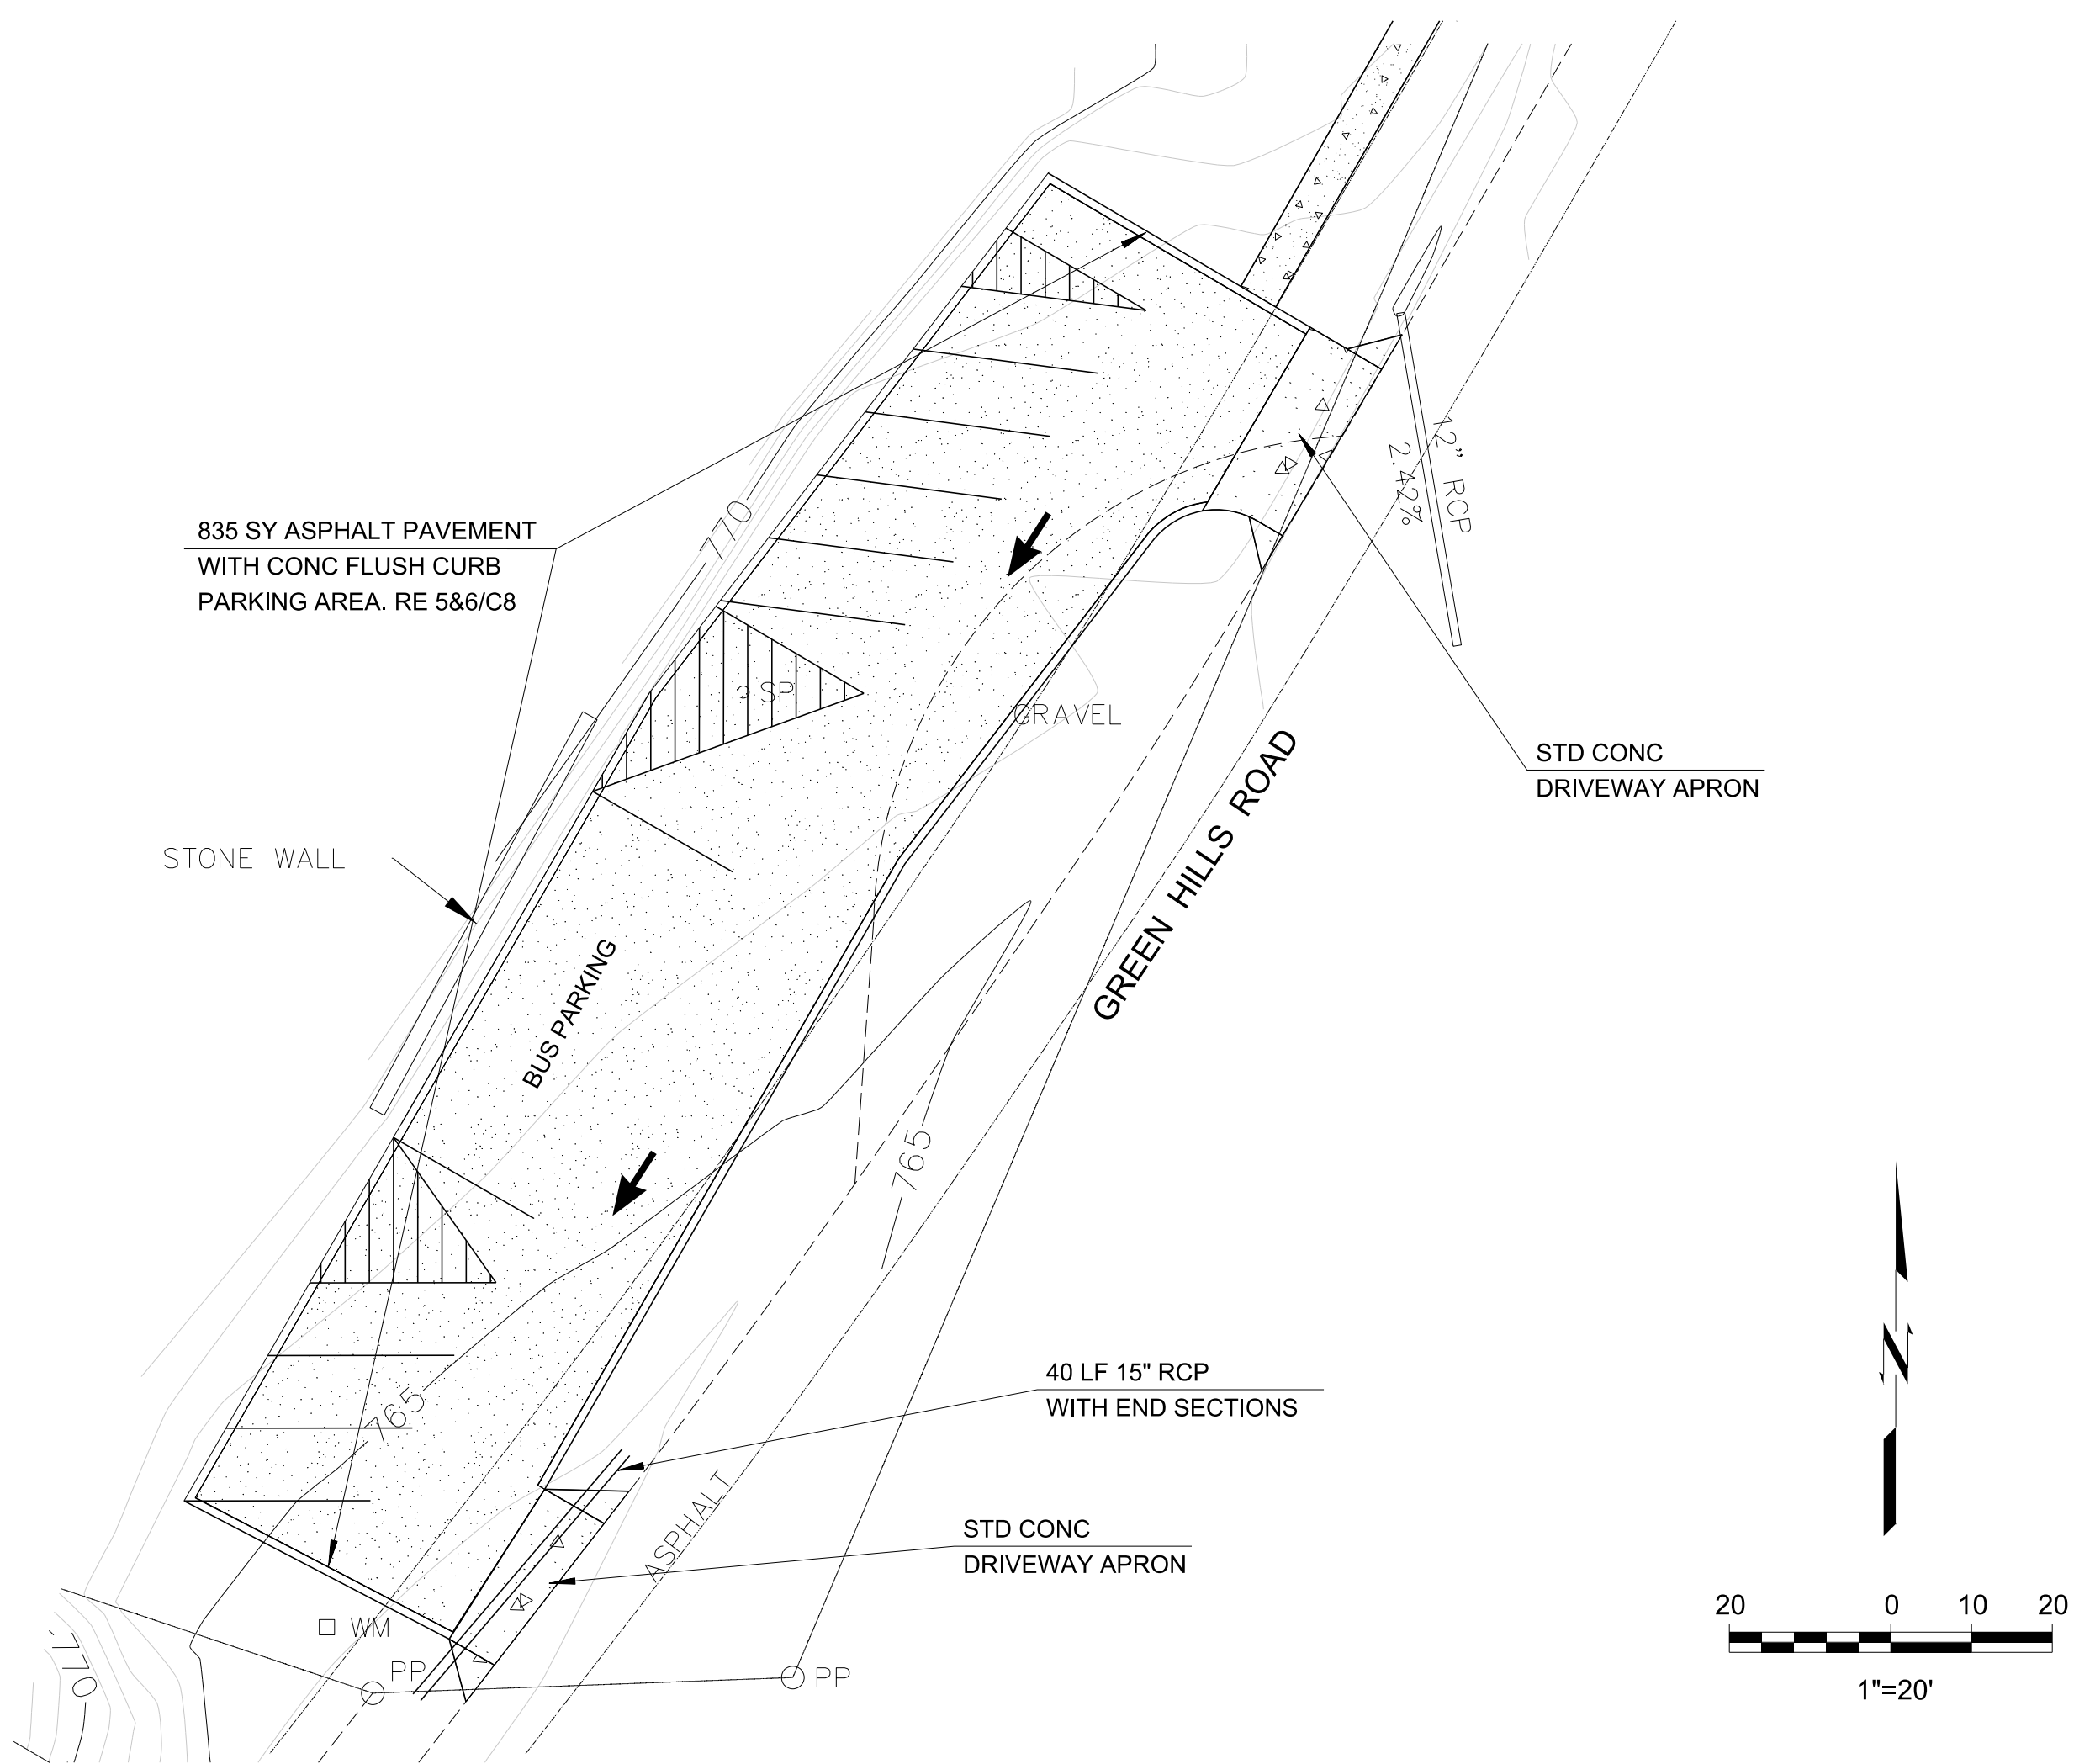 12" RCP
2.42%
770
835 SY ASPHALT PAVEMENT
WITH CONC FLUSH CURB
PARKING AREA. RE 5&6/C8
SP
GRAVEL
STD CONC
DRIVEWAY APRON
STONE WALL
GREEN HILLS ROAD
BUS PARKING
765
765
40 LF 15" RCP
WITH END SECTIONS
ASPHALT
STD CONC
DRIVEWAY APRON
N
WM
PP
PP
770
20 0 10 20
1"=20'